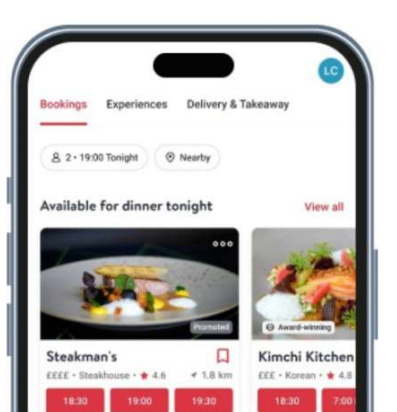 LC
Bookings Experiences Delivery & Takeaway
2 • 19:00 Tonight Nearby
Available for dinner tonight View all
Promoted Award-winning
Steakman's Kimchi Kitchen
££££ • Steakhouse • ★ 4.6 1.8 km £££ • Korean • ★ 4.8
18:30 19:00 19:30 18:30 7:00